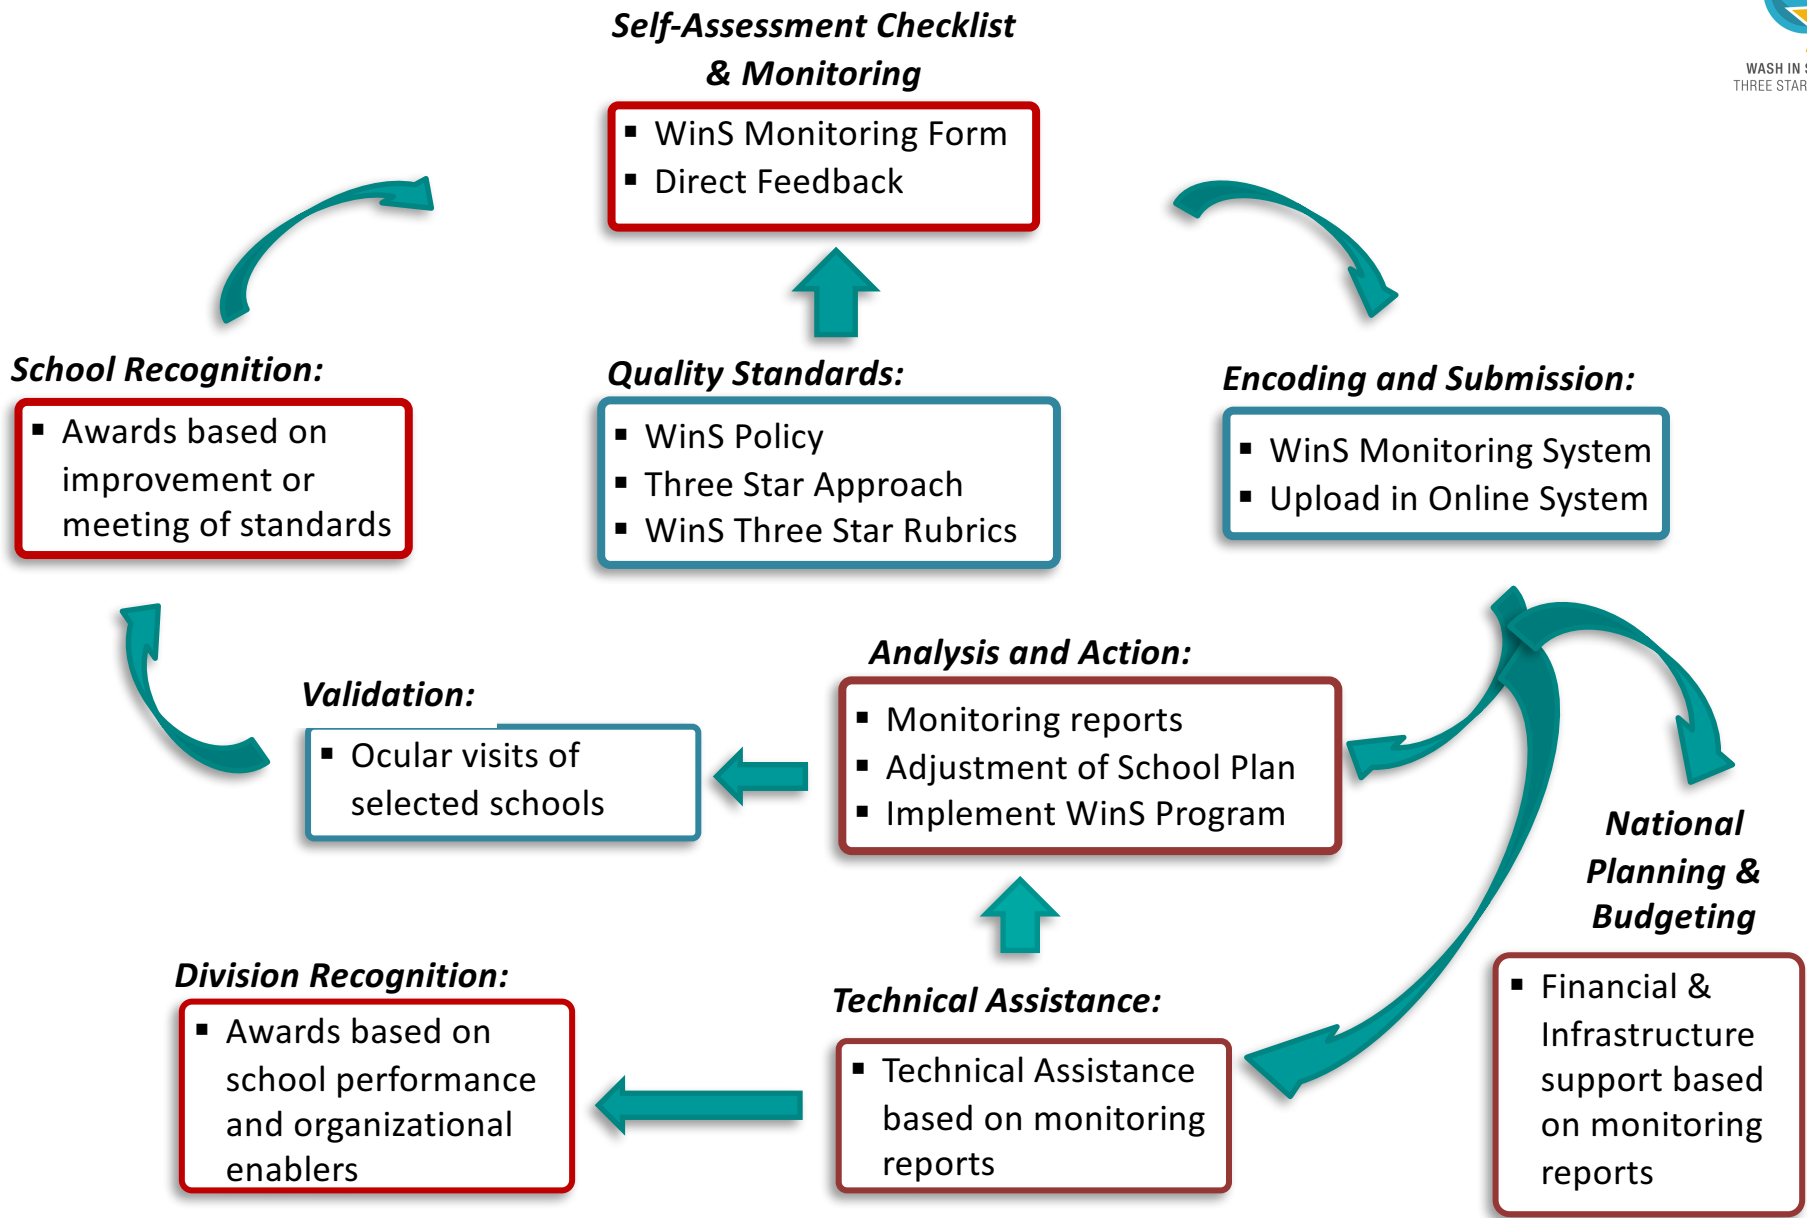 Self-Assessment Checklist
& Monitoring
▪ WinS Monitoring Form
▪ Direct Feedback
WASH IN
THREE STAR
School Recognition:
▪ Awards based on
improvement or
meeting of standards
Quality Standards:
▪ WinS Policy
▪ Three Star Approach
▪ WinS Three Star Rubrics
Encoding and Submission:
▪ WinS Monitoring System
▪ Upload in Online System
Validation:
▪ Ocular visits of
selected schools
Analysis and Action:
▪ Monitoring reports
▪ Adjustment of School Plan
▪ Implement WinS Program
National
Planning &
Budgeting
▪ Financial &
Infrastructure
support based
on monitoring
reports
Division Recognition:
▪ Awards based on
school performance
and organizational
enablers
Technical Assistance:
▪ Technical Assistance
based on monitoring
reports